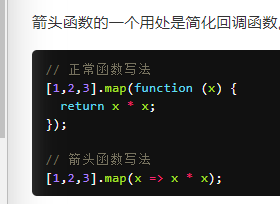 箭头函数的一个用处是简化回调函数
// 正常函数写法
[1,2,3].map(function (x) {
  return x * x;
});
// 箭头函数写法
[1,2,3].map(x => x * x);